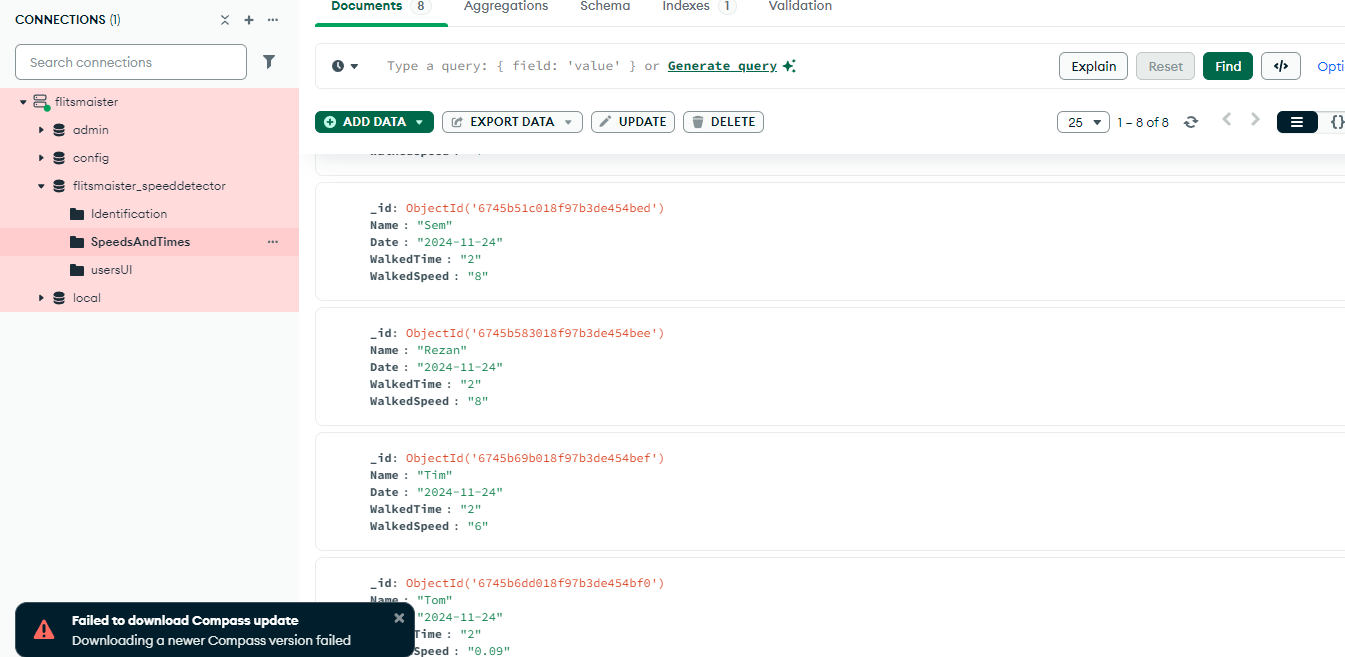 CONNECTIONS (1)
Search connections
flitsmaister
admin
config
flitsmaister_speeddetector
Identification
SpeedsAndTimes
usersUI
local
Documents 8 Aggregations Schema Indexes 1 Validation
Type a query: { field: 'value' } or Generate query
Explain Reset Find </> Opti
ADD DATA EXPORT DATA UPDATE DELETE
25 1 – 8 of 8 {}
_id: ObjectId('6745b51c018f97b3de454bed')
Name : "Sem"
Date : "2024-11-24"
WalkedTime : "2"
WalkedSpeed : "8"
_id: ObjectId('6745b583018f97b3de454bee')
Name : "Rezan"
Date : "2024-11-24"
WalkedTime : "2"
WalkedSpeed : "8"
_id: ObjectId('6745b69b018f97b3de454bef')
Name : "Tim"
Date : "2024-11-24"
WalkedTime : "2"
WalkedSpeed : "6"
_id: ObjectId('6745b6dd018f97b3de454bf0')
Name : "Tom"
"2024-11-24"
Time : "2"
Speed : "0.09"
Failed to download Compass update
Downloading a newer Compass version failed